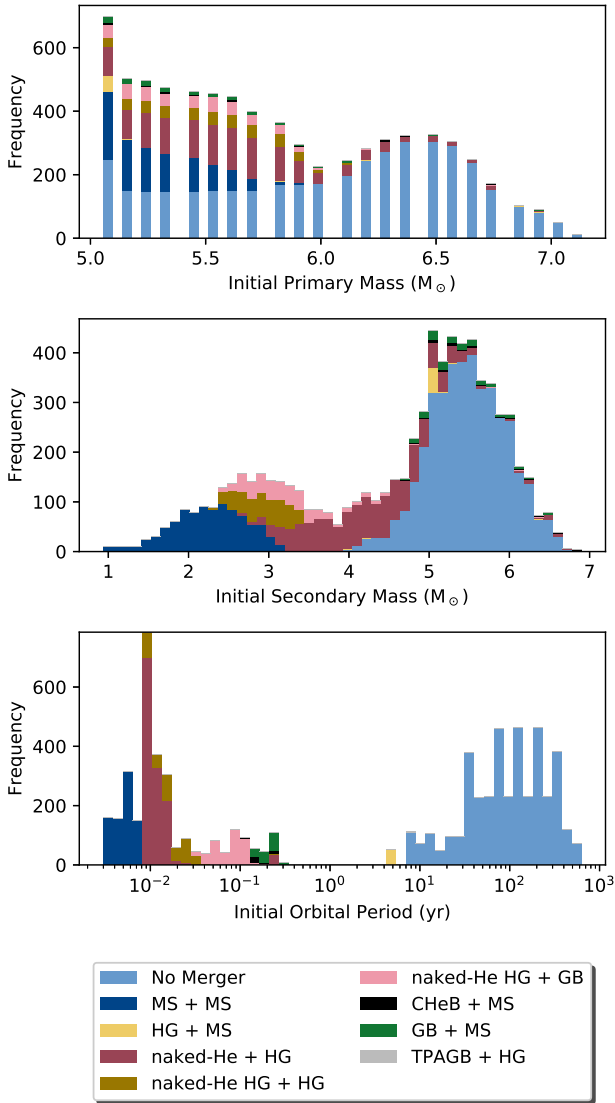 600
400
200
0
Frequency
5.0 5.5 6.0 6.5 7.0
Initial Primary Mass (M⊙)
400
300
200
100
0
Frequency
1 2 3 4 5 6 7
Initial Secondary Mass (M⊙)
600
400
200
0
Frequency
10⁻² 10⁻¹ 10⁰ 10¹ 10² 10³
Initial Orbital Period (yr)
No Merger
MS + MS
HG + MS
naked-He + HG
naked-He HG + HG
naked-He HG + GB
CHeB + MS
GB + MS
TPAGB + HG